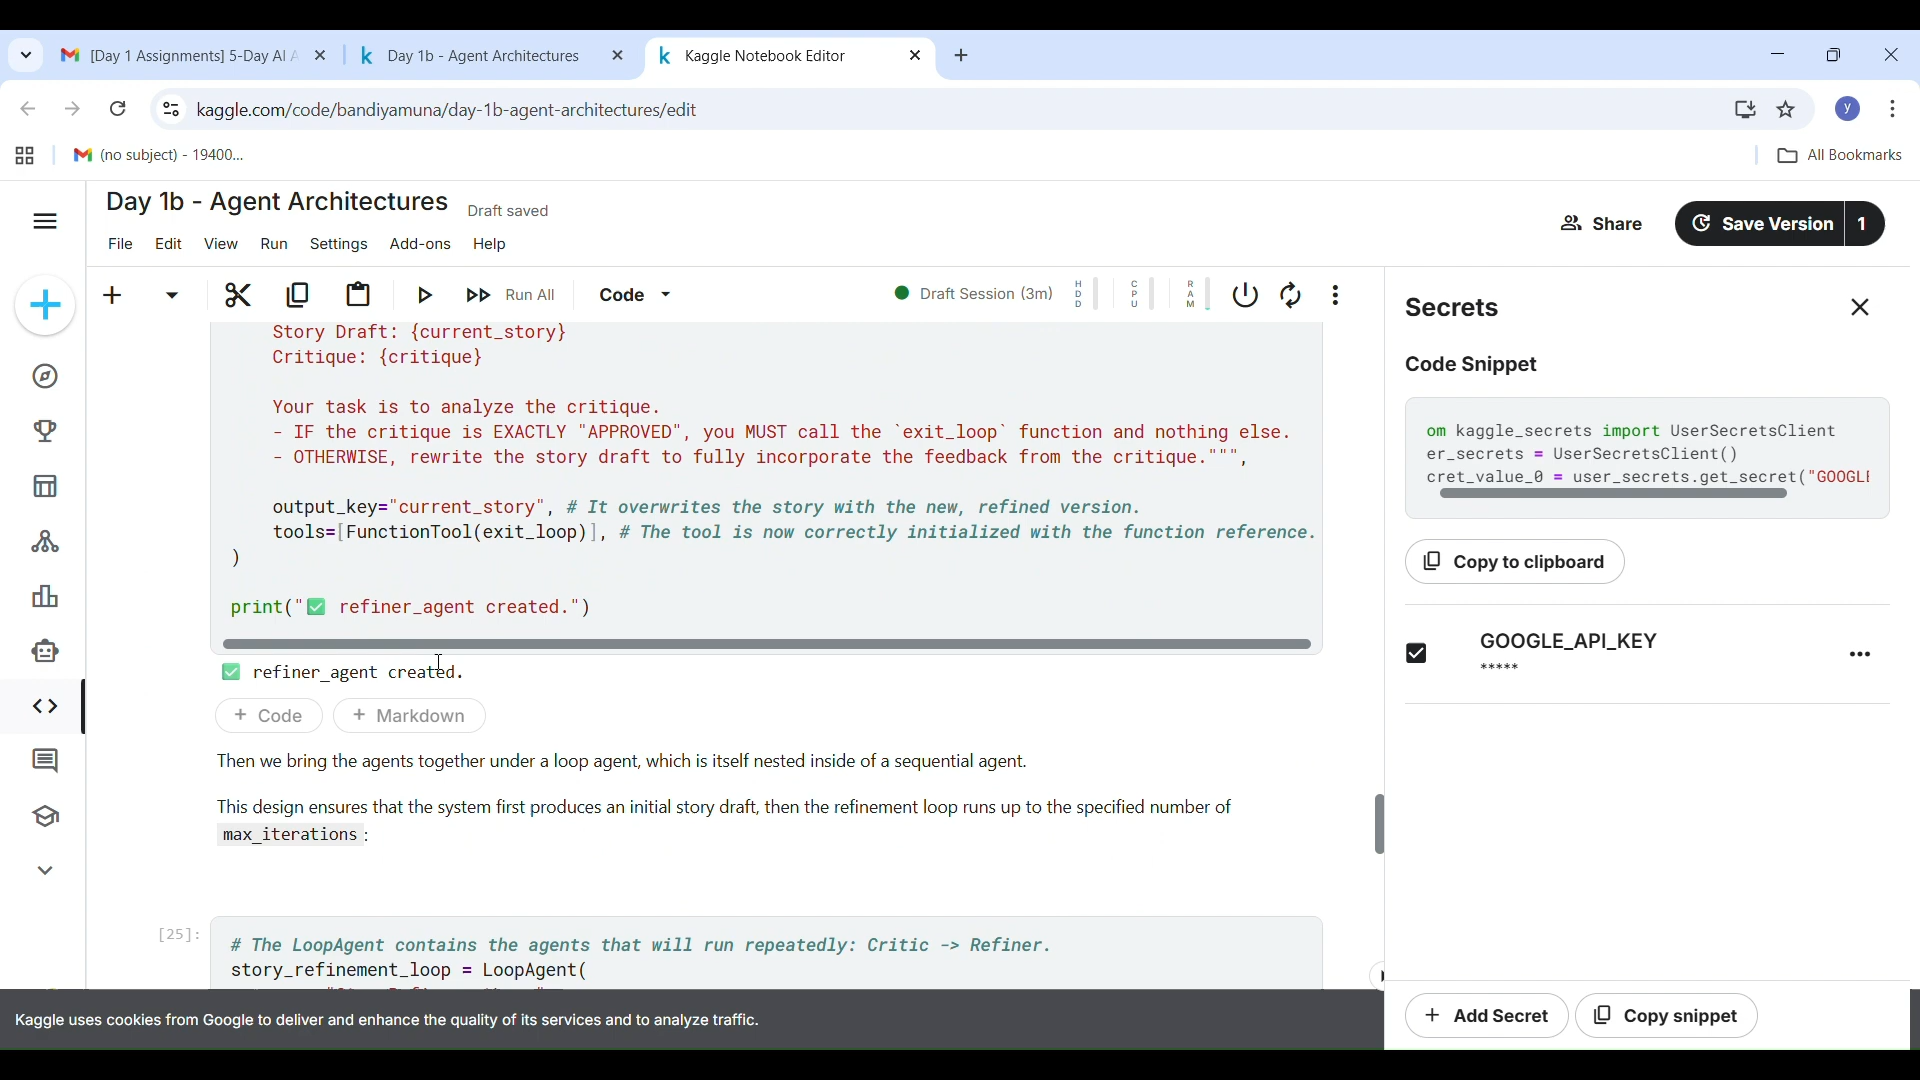 [Day 1 Assignments] 5-Day AI A
Day 1b - Agent Architectures
Kaggle Notebook Editor
kaggle.com/code/bandiyamuna/day-1b-agent-architectures/edit
y
(no subject) - 19400...
All Bookmarks
Day 1b - Agent Architectures
Draft saved
File Edit View Run Settings Add-ons Help
Share
Save Version 1
Run All
Code
Draft Session (3m)
HDD
CPU
RAM
Story Draft: {current_story}
Critique: {critique}
Your task is to analyze the critique.
- IF the critique is EXACTLY "APPROVED", you MUST call the `exit_loop` function and nothing else.
- OTHERWISE, rewrite the story draft to fully incorporate the feedback from the critique.""",
output_key="current_story", # It overwrites the story with the new, refined version.
tools=[FunctionTool(exit_loop)], # The tool is now correctly initialized with the function reference.
)
print("✅ refiner_agent created.")
✅ refiner_agent created.
+ Code
+ Markdown
Then we bring the agents together under a loop agent, which is itself nested inside of a sequential agent.
This design ensures that the system first produces an initial story draft, then the refinement loop runs up to the specified number of
max_iterations :
[25]:
# The LoopAgent contains the agents that will run repeatedly: Critic -> Refiner.
story_refinement_loop = LoopAgent(
Kaggle uses cookies from Google to deliver and enhance the quality of its services and to analyze traffic.
Secrets
Code Snippet
om kaggle_secrets import UserSecretsClient
er_secrets = UserSecretsClient()
cret_value_0 = user_secrets.get_secret("GOOGLE
Copy to clipboard
GOOGLE_API_KEY
*****
+ Add Secret
Copy snippet